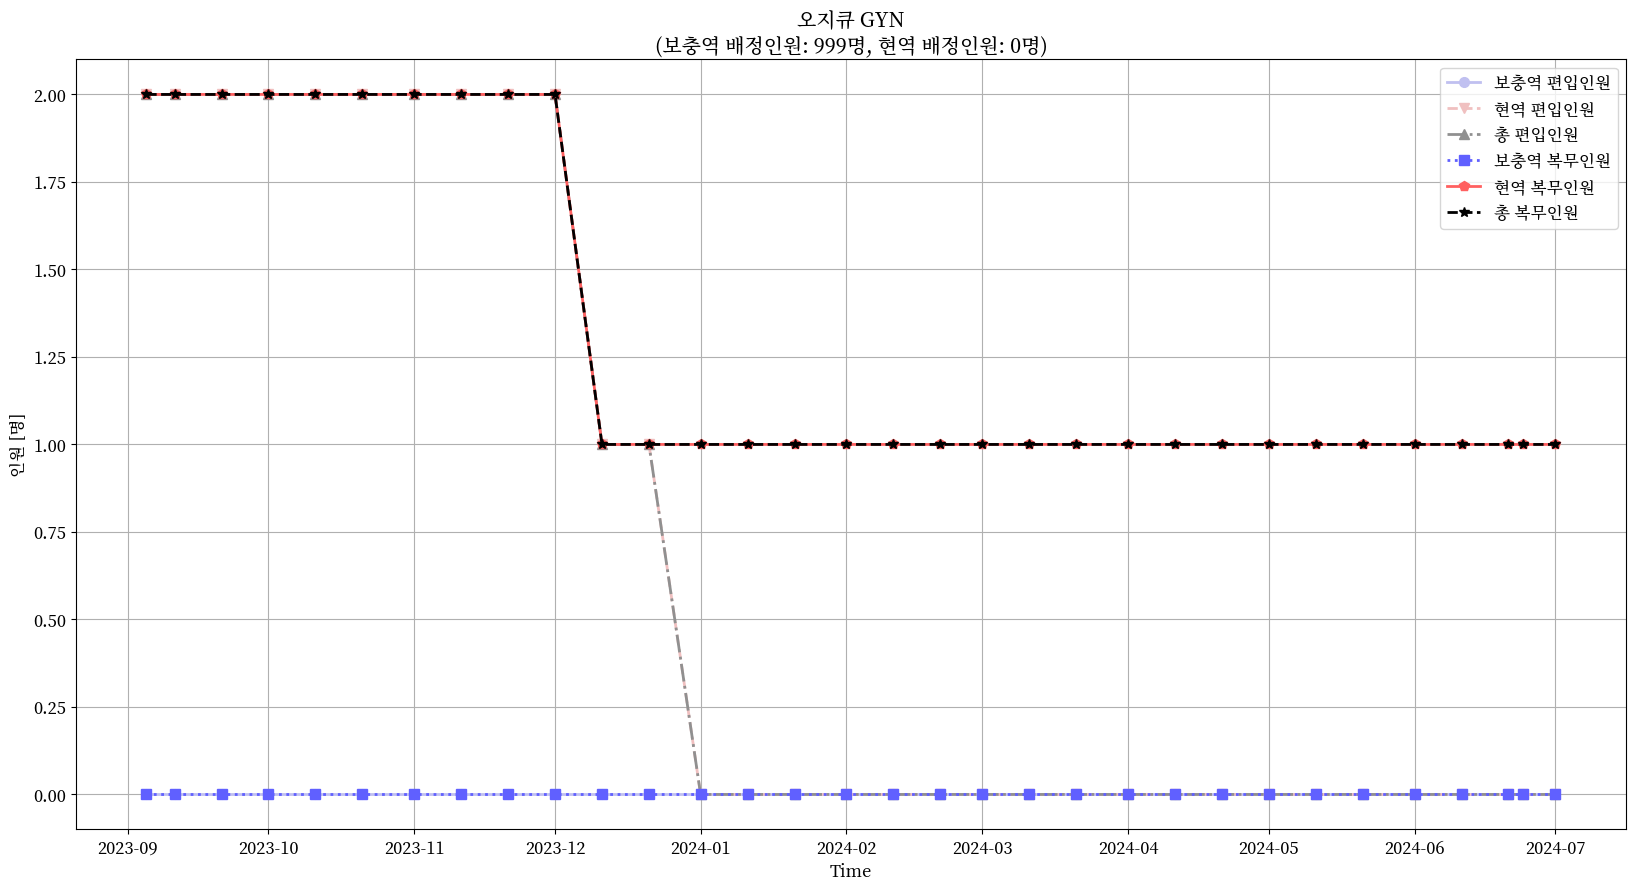 오지큐 GYN
(보충역 배정인원: 999명, 현역 배정인원: 0명)
보충역 편입인원
현역 편입인원
총 편입인원
보충역 복무인원
현역 복무인원
총 복무인원
2.00
1.75
1.50
1.25
1.00
0.75
0.50
0.25
0.00
인원 [명]
2023-09 2023-10 2023-11 2023-12 2024-01 2024-02 2024-03 2024-04 2024-05 2024-06 2024-07
Time